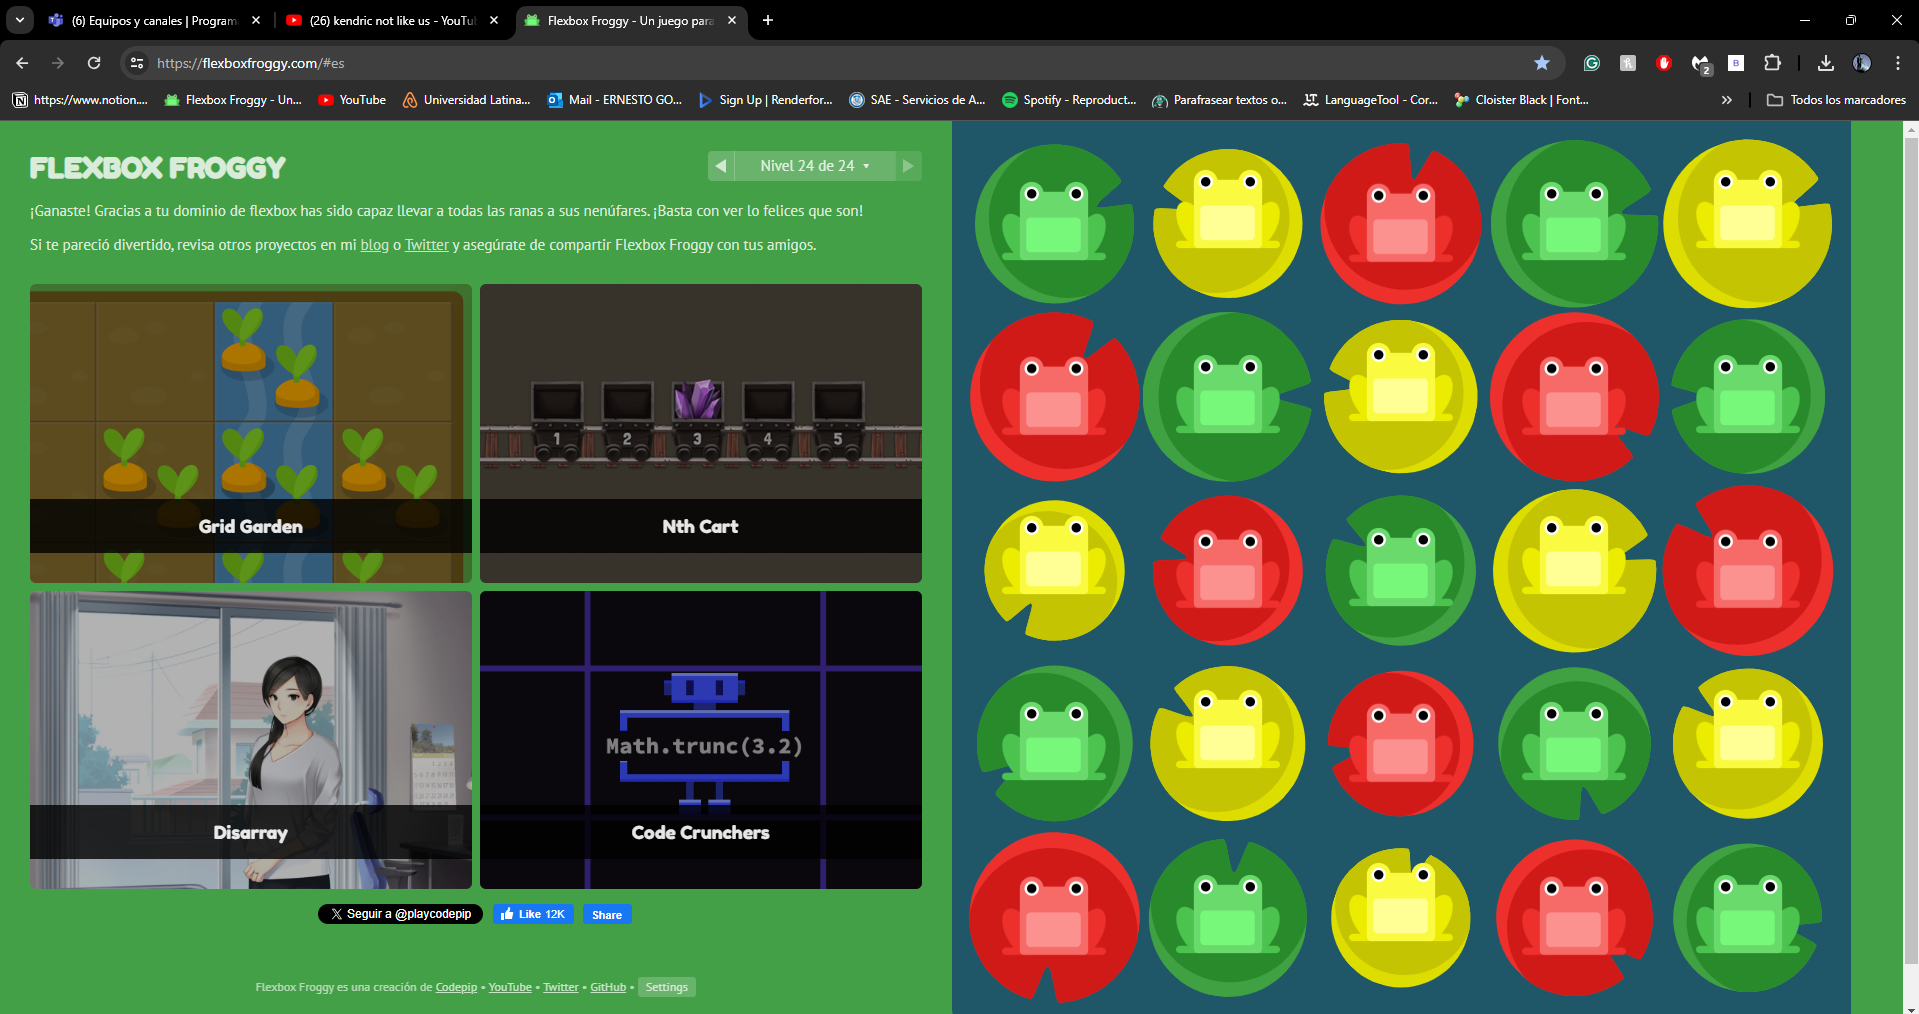 (6) Equipos y canales | Program
(26) kendric not like us - YouTu
Flexbox Froggy - Un juego para
https://flexboxfroggy.com/#es
2
https://www.notion....
Flexbox Froggy - Un...
YouTube
Universidad Latina...
Mail - ERNESTO GO...
Sign Up | Renderfor...
SAE - Servicios de A...
Spotify - Reproduct...
Parafrasear textos o...
LanguageTool - Cor...
Cloister Black | Font...
Todos los marcadores
FLEXBOX FROGGY
Nivel 24 de 24
¡Ganaste! Gracias a tu dominio de flexbox has sido capaz llevar a todas las ranas a sus nenúfares. ¡Basta con ver lo felices que son!
Si te pareció divertido, revisa otros proyectos en mi blog o Twitter y asegúrate de compartir Flexbox Froggy con tus amigos.
Grid Garden
1 2 3 4 5
Nth Cart
Disarray
Math.trunc(3.2)
Code Crunchers
Seguir a @playcodepip
Like 12K
Share
Flexbox Froggy es una creación de Codepip • YouTube • Twitter • GitHub • Settings